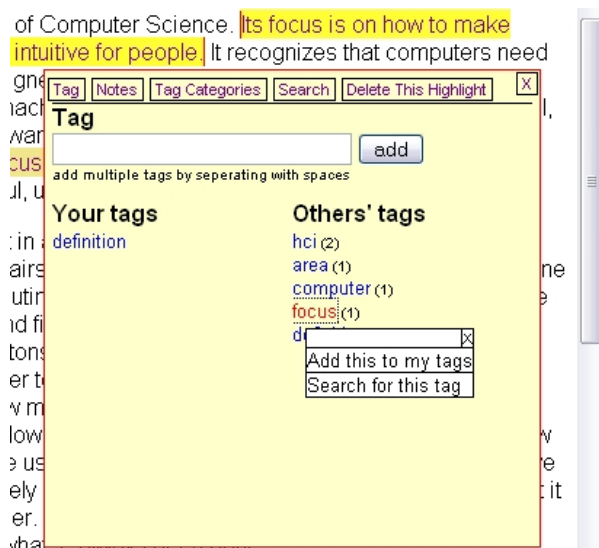 of Computer Science. Its focus is on how to make
intuitive for people. It recognizes that computers need
Tag Notes Tag Categories Search Delete This Highlight X
Tag
add
add multiple tags by seperating with spaces
Your tags
definition
Others' tags
hci (2)
area (1)
computer (1)
focus (1)
X
Add this to my tags
Search for this tag